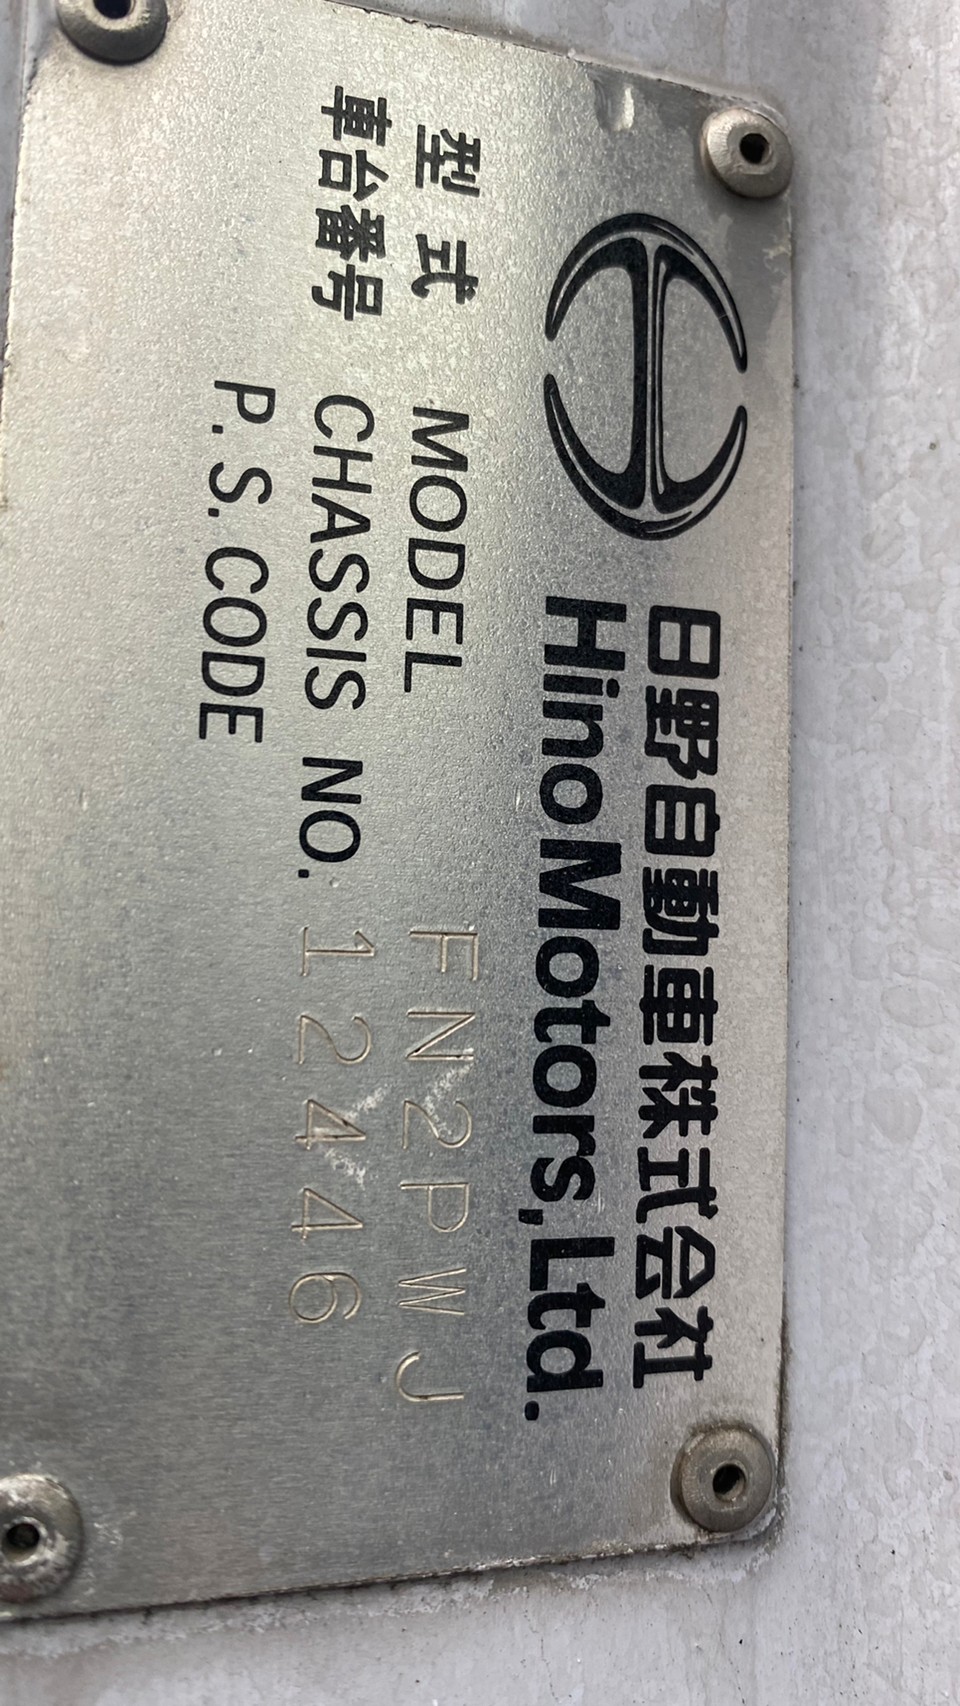 日野自動車株式会社
Hino Motors, Ltd.
型式 MODEL FN2PWJ
車台番号 CHASSIS NO. 12446
P. S. CODE